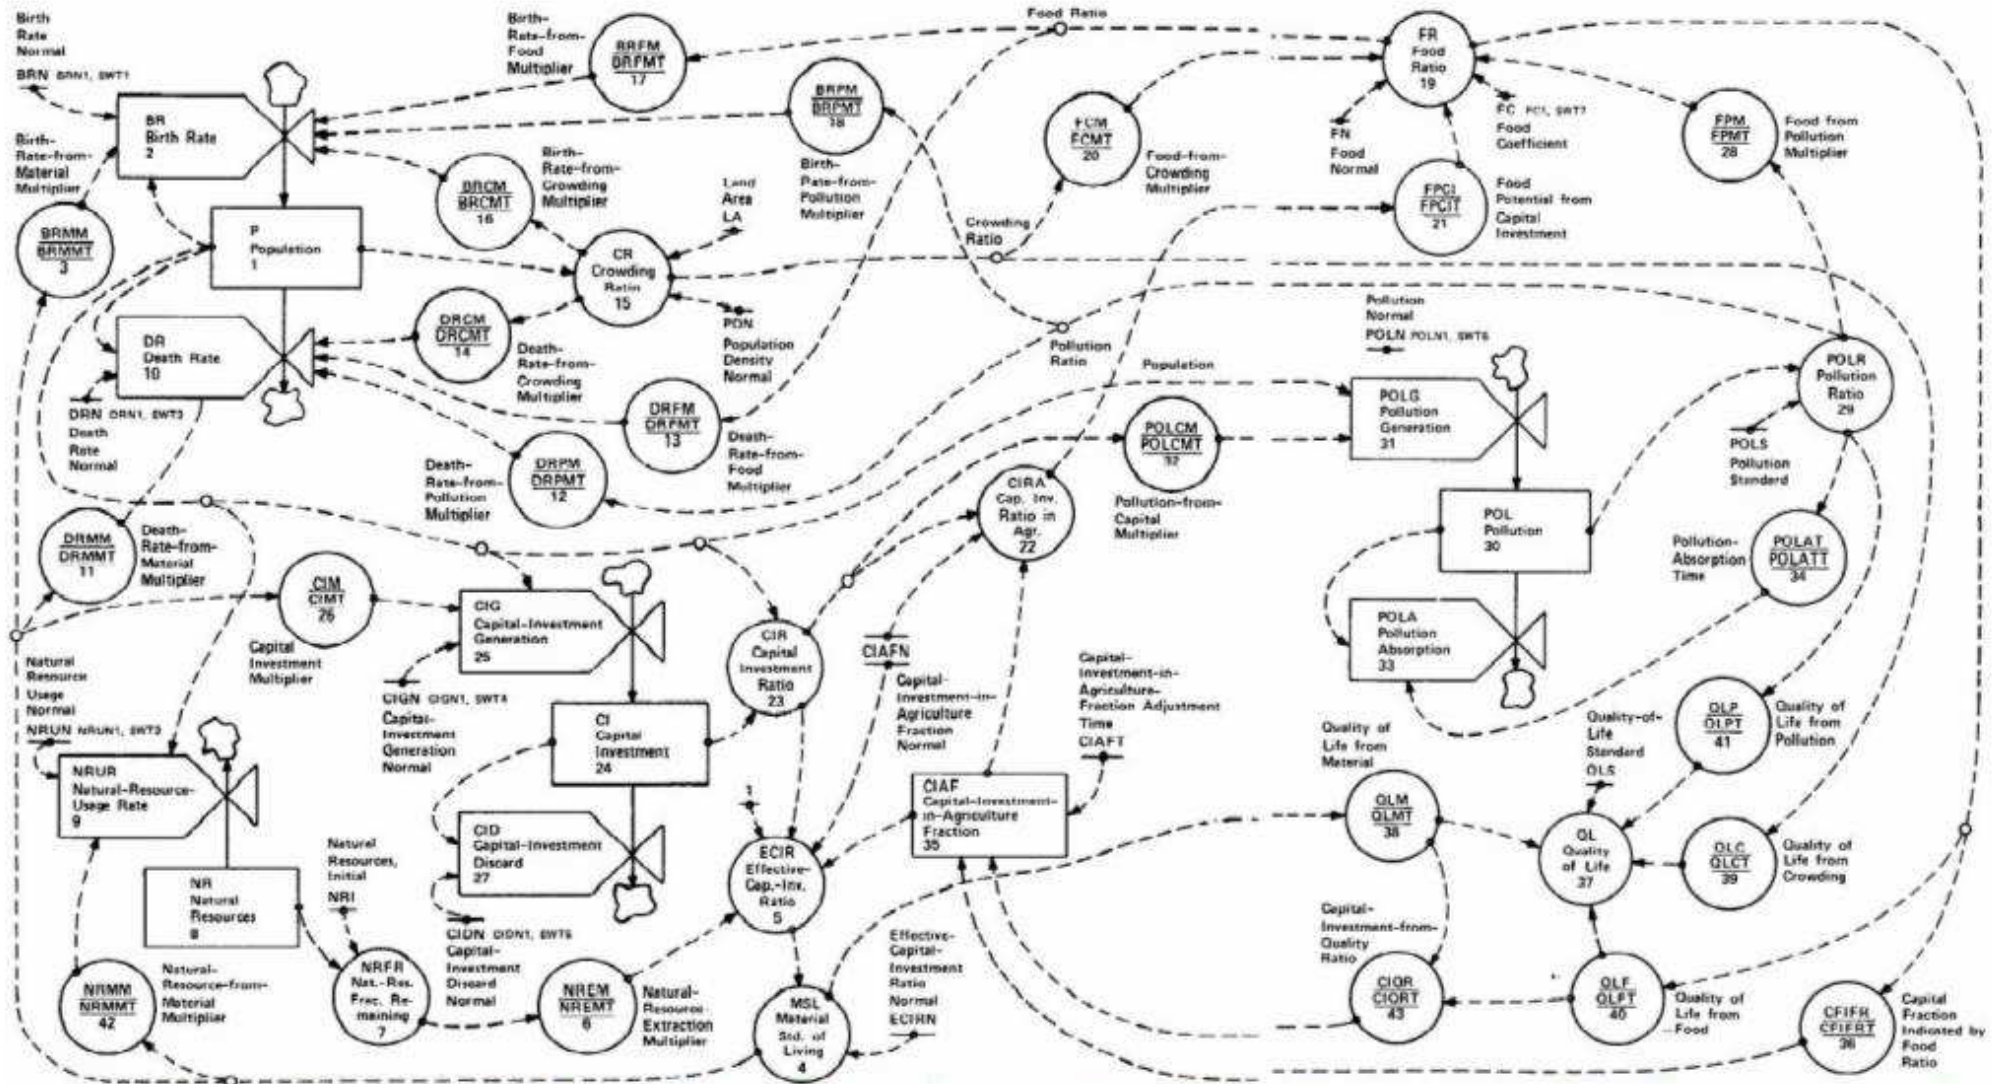 Birth
Rate
Normal
BRN BRN1, SWT1
BR
Birth Rate
2
Birth-
Rate-from-
Material
Multiplier
BRMM
BRMMT
3
P
Population
1
DR
Death Rate
10
DRN DRN1, SWT3
Death
Rate
Normal
DRMM
DRMMT
11
Death-
Rate-from-
Material
Multiplier
Birth-
Rate-from-
Food
Multiplier
BRFM
BRFMT
17
BRPM
BRPMT
18
Birth-
Rate-from-
Pollution
Multiplier
BRCM
BRCMT
16
Birth-
Rate-from-
Crowding
Multiplier
Land
Area
LA
CR
Crowding
Ratio
15
PDN
Population
Density
Normal
DRCM
DRCMT
14
Death-
Rate-from-
Crowding
Multiplier
DRFM
DRFMT
13
Death-
Rate-from-
Food
Multiplier
DRPM
DRPMT
12
Death-
Rate-from-
Pollution
Multiplier
Food Ratio
FR
Food
Ratio
19
FCM
FCMT
20
Food-from-
Crowding
Multiplier
FN
Food
Normal
FC FC1, SWT7
Food
Coefficient
FPCI
FPCIT
21
Food
Potential from
Capital
Investment
FPM
FPMT
28
Food from
Pollution
Multiplier
Crowding
Ratio
Pollution
Ratio
Population
Pollution
Normal
POLN POLN1, SWT6
POLG
Pollution
Generation
31
POLCM
POLCMT
32
Pollution-from-
Capital
Multiplier
POLR
Pollution
Ratio
29
POLS
Pollution
Standard
POL
Pollution
30
Pollution-
Absorption
Time
POLAT
POLATT
34
POLA
Pollution
Absorption
33
CIRA
Cap. Inv.
Ratio in
Agr.
22
CIM
CIMT
26
Capital
Investment
Multiplier
CIG
Capital-Investment
Generation
25
CIGN CIGN1, SWT4
Capital-
Investment
Generation
Normal
CI
Capital
Investment
24
CID
Capital-Investment
Discard
27
CIDN CIDN1, SWT5
Capital-
Investment
Discard
Normal
CIR
Capital
Investment
Ratio
23
CIAFN
Capital-
Investment-in-
Agriculture
Fraction
Normal
Capital-
Investment-in-
Agriculture-
Fraction Adjustment
Time
CIAFT
CIAF
Capital-Investment-
in-Agriculture
Fraction
35
1
ECIR
Effective-
Cap.-Inv.
Ratio
5
Effective-
Capital-
Investment
Ratio
Normal
ECIRN
MSL
Material
Std. of
Living
4
Natural
Resource
Usage
Normal
NRUN NRUN1, SWT2
NRUR
Natural-Resource-
Usage Rate
9
NR
Natural
Resources
8
Natural
Resources,
Initial
NRI
NRFR
Nat.-Res.
Frac. Re-
maining
7
NREM
NREMT
6
Natural-
Resource-
Extraction
Multiplier
NRMM
NRMMT
42
Natural-
Resource-from-
Material
Multiplier
Quality of
Life from
Material
QLM
QLMT
38
Quality-of-
Life
Standard
QLS
QL
Quality
of Life
37
QLP
QLPT
41
Quality of
Life from
Pollution
QLC
QLCT
39
Quality of
Life from
Crowding
QLF
QLFT
40
Quality of
Life from
Food
Capital-
Investment-from-
Quality
Ratio
CIQR
CIQRT
43
CFIFR
CFIFRT
36
Capital
Fraction
Indicated by
Food
Ratio